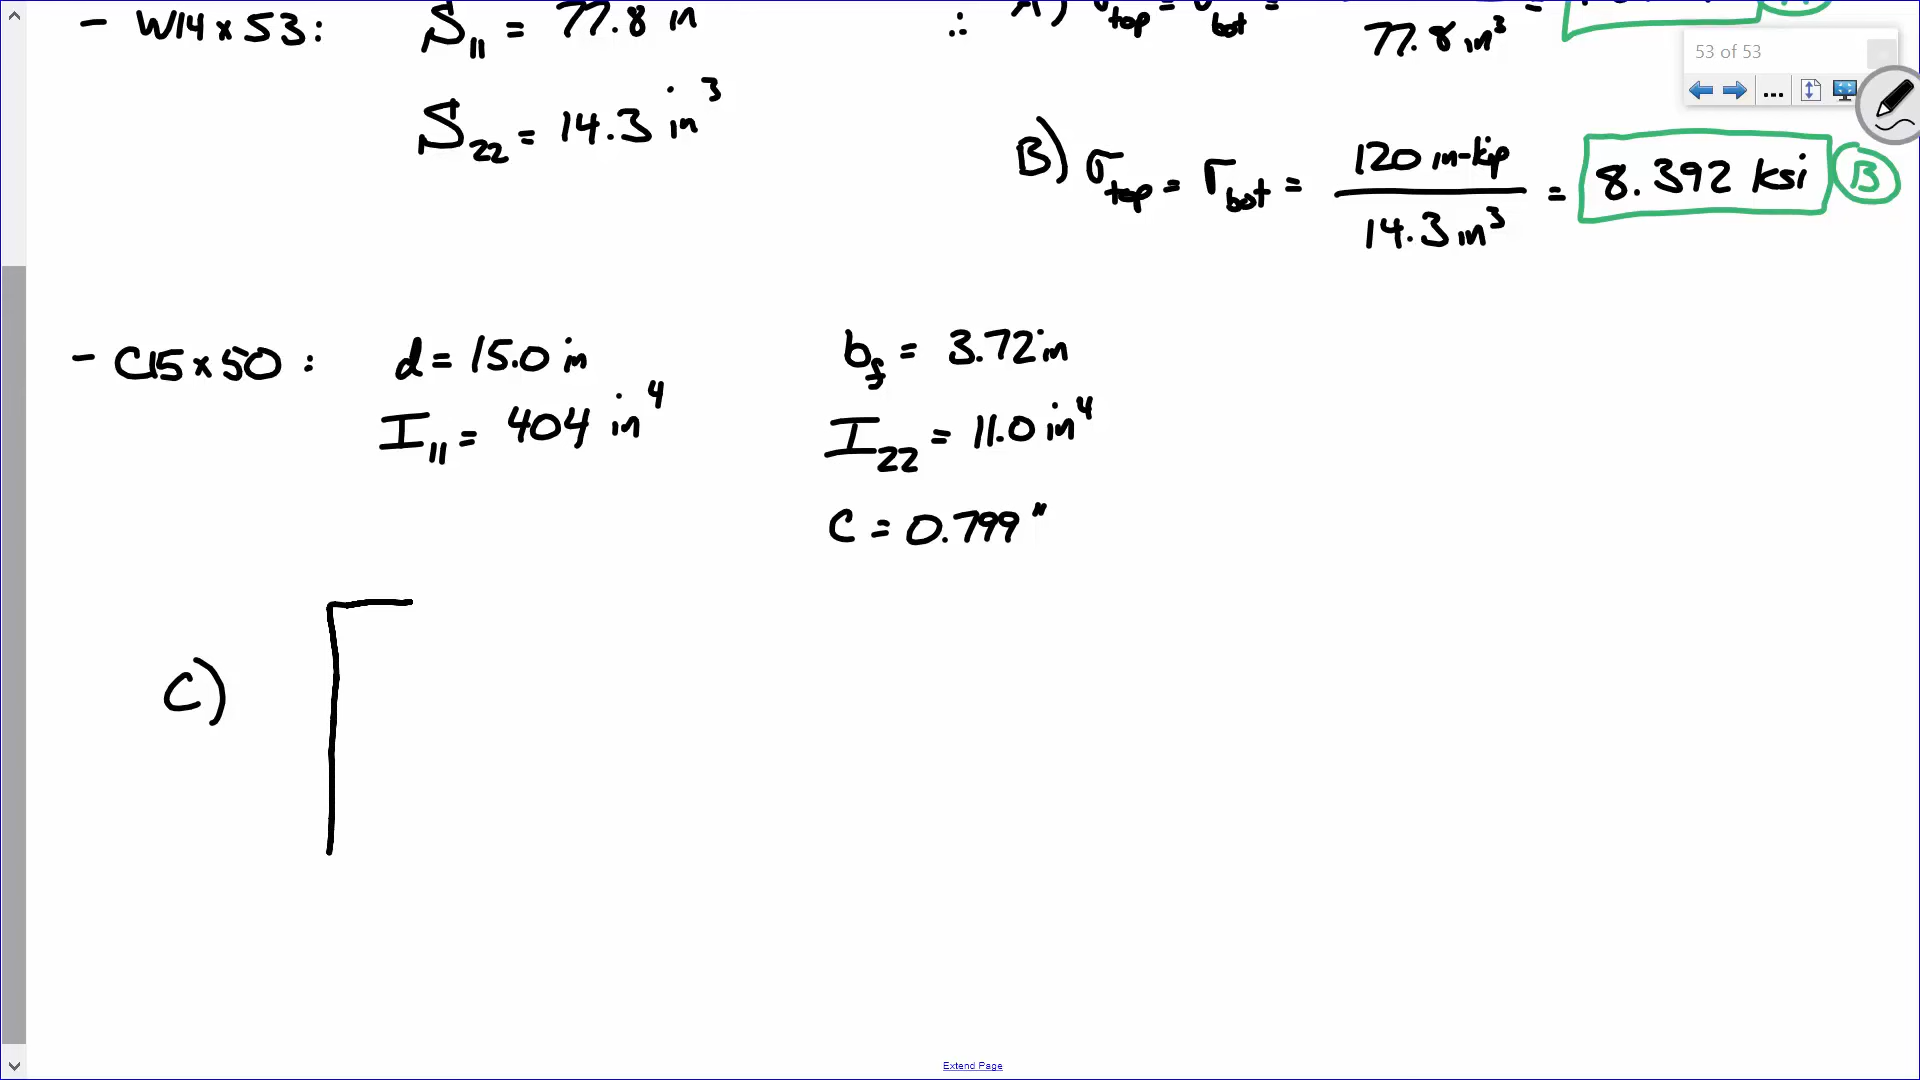 - W14 x 53: S₁₁ = 77.8 in
S₂₂ = 14.3 in³
∴ A) σtop = σbot = =
77.8 in³
53 of 53
...
B) σtop = σbot = 120 in-kip / 14.3 in³ = 8.392 ksi B
- C15 x 50: d = 15.0 in bf = 3.72 in
I₁₁ = 404 in⁴ I₂₂ = 11.0 in⁴
C = 0.799"
C)
Extend Page